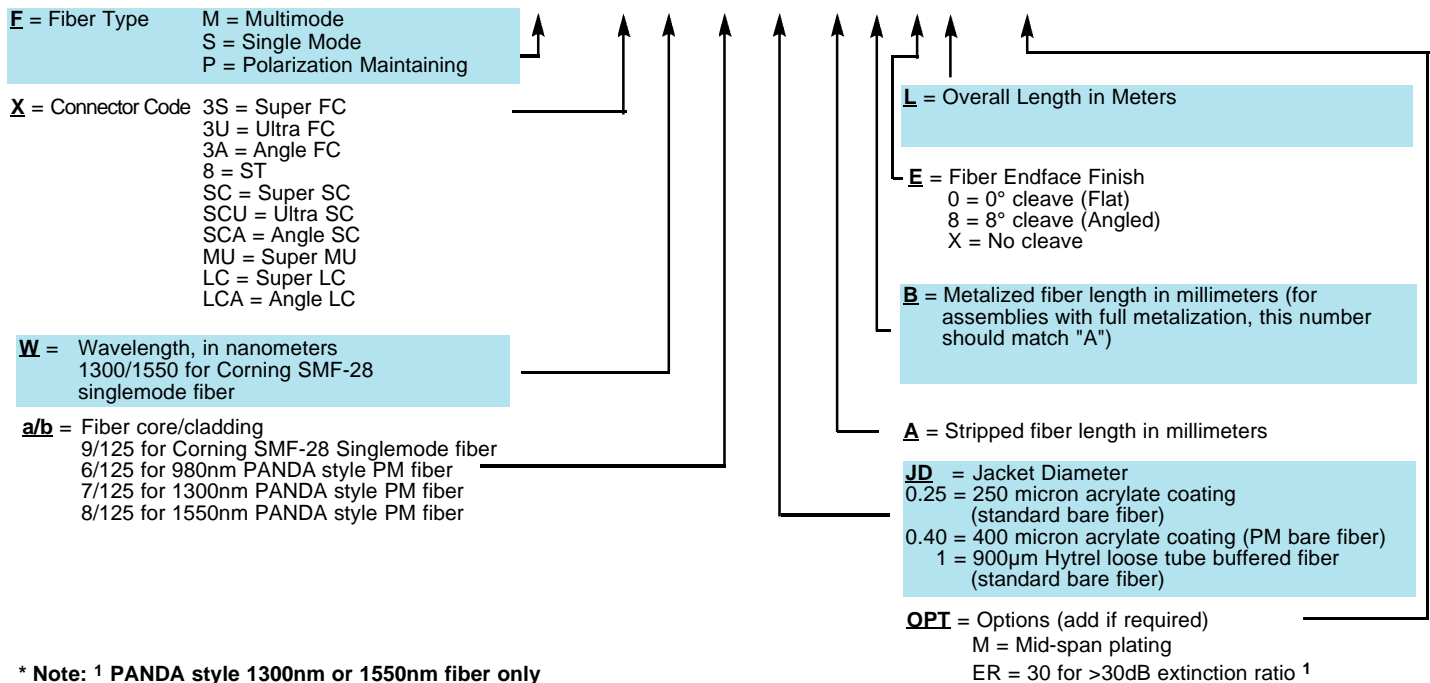 F = Fiber Type M = Multimode
S = Single Mode
P = Polarization Maintaining
X = Connector Code 3S = Super FC
3U = Ultra FC
3A = Angle FC
8 = ST
SC = Super SC
SCU = Ultra SC
SCA = Angle SC
MU = Super MU
LC = Super LC
LCA = Angle LC
W = Wavelength, in nanometers
1300/1550 for Corning SMF-28
singlemode fiber
a/b = Fiber core/cladding
9/125 for Corning SMF-28 Singlemode fiber
6/125 for 980nm PANDA style PM fiber
7/125 for 1300nm PANDA style PM fiber
8/125 for 1550nm PANDA style PM fiber
L = Overall Length in Meters
E = Fiber Endface Finish
0 = 0° cleave (Flat)
8 = 8° cleave (Angled)
X = No cleave
B = Metalized fiber length in millimeters (for
assemblies with full metalization, this number
should match "A")
A = Stripped fiber length in millimeters
JD = Jacket Diameter
0.25 = 250 micron acrylate coating
(standard bare fiber)
0.40 = 400 micron acrylate coating (PM bare fiber)
1 = 900µm Hytrel loose tube buffered fiber
(standard bare fiber)
OPT = Options (add if required)
M = Mid-span plating
ER = 30 for >30dB extinction ratio 1
* Note: 1 PANDA style 1300nm or 1550nm fiber only